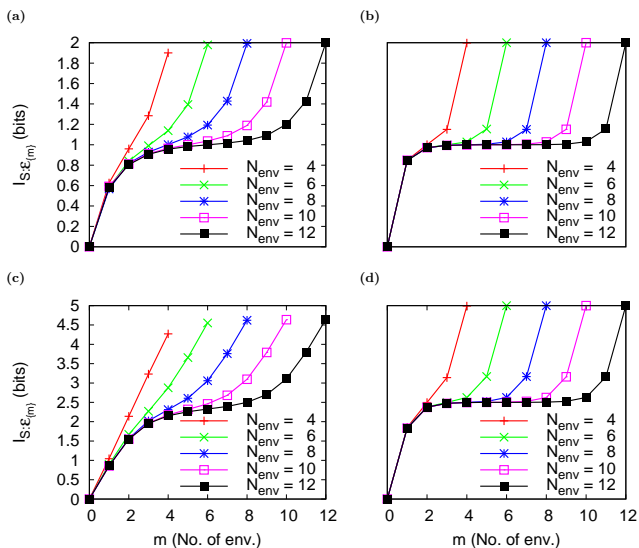 (a)
(b)
2
1.8
1.6
1.4
1.2
1
0.8
0.6
0.4
0.2
0
I_{S:ε_{m}} (bits)
N_env = 4
N_env = 6
N_env = 8
N_env = 10
N_env = 12
N_env = 4
N_env = 6
N_env = 8
N_env = 10
N_env = 12
(c)
(d)
5
4.5
4
3.5
3
2.5
2
1.5
1
0.5
0
I_{S:ε_{m}} (bits)
N_env = 4
N_env = 6
N_env = 8
N_env = 10
N_env = 12
N_env = 4
N_env = 6
N_env = 8
N_env = 10
N_env = 12
0 2 4 6 8 10 12
0 2 4 6 8 10 12
m (No. of env.)
m (No. of env.)